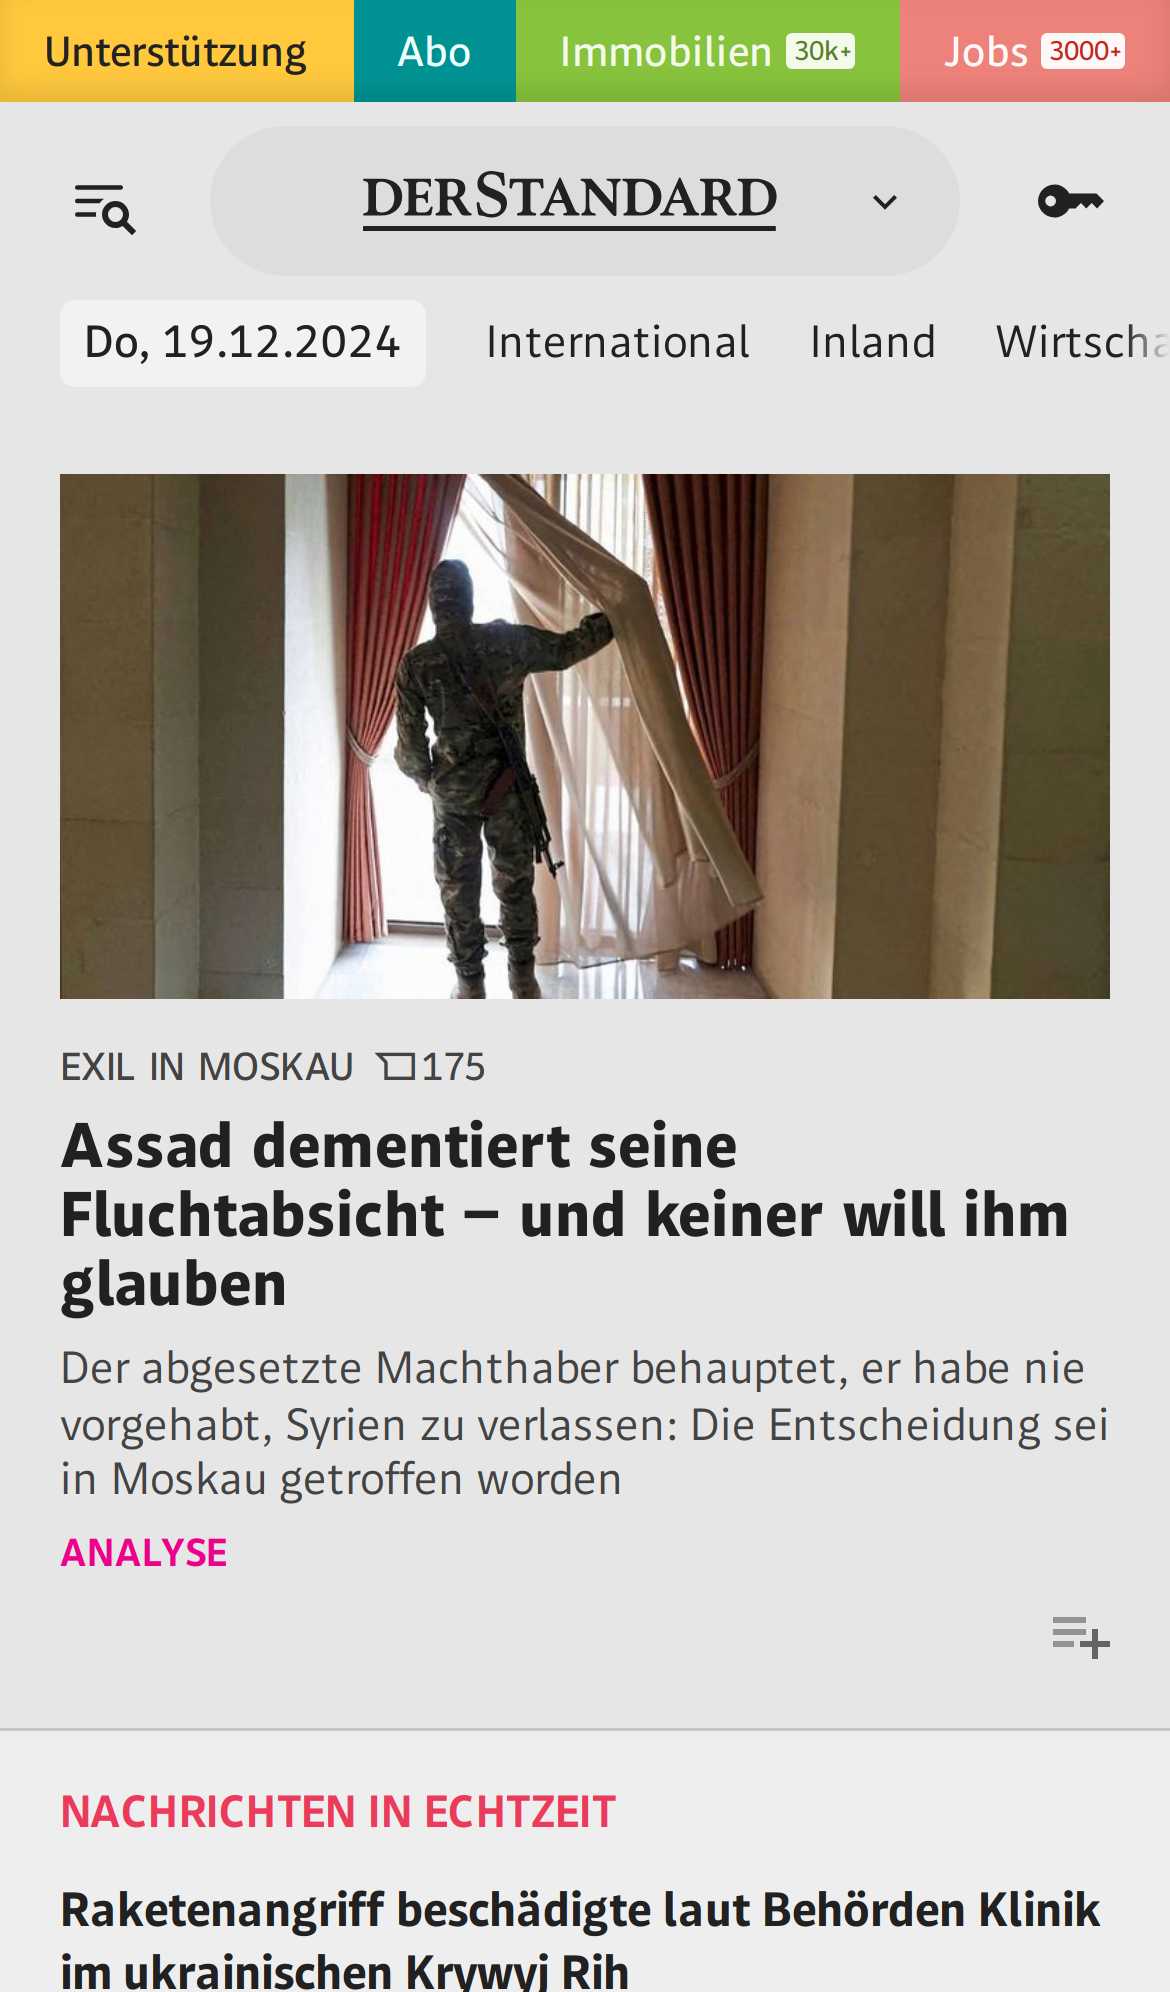 Unterstützung Abo Immobilien 30k+ Jobs 3000+
DERSTANDARD
Do, 19.12.2024 International Inland
EXIL IN MOSKAU 175
Assad dementiert seine
Fluchtabsicht – und keiner will ihm
glauben
Der abgesetzte Machthaber behauptet, er habe nie
vorgehabt, Syrien zu verlassen: Die Entscheidung sei
in Moskau getroffen worden
ANALYSE
NACHRICHTEN IN ECHTZEIT
Raketenangriff beschädigte laut Behörden Klinik
im ukrainischen Krywyj Rih